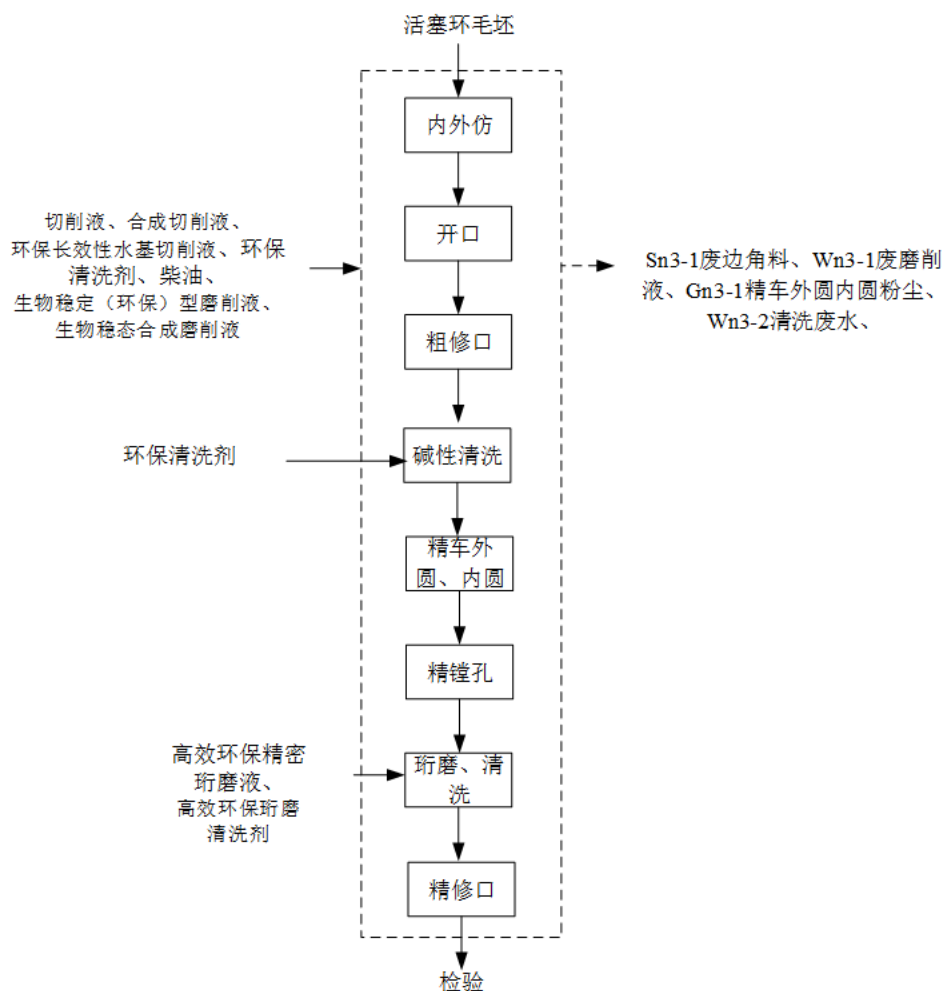 活塞环毛坯
内外仿
开口
切削液、合成切削液、
环保长效性水基切削液、环保
清洗剂、柴油、
生物稳定（环保）型磨削液、
生物稳态合成磨削液
Sn3-1废边角料、Wn3-1废磨削
液、Gn3-1精车外圆内圆粉尘、
Wn3-2清洗废水、
粗修口
环保清洗剂
碱性清洗
精车外
圆、内圆
精镗孔
高效环保精密
珩磨液、
高效环保珩磨
清洗剂
珩磨、清
洗
精修口
检验